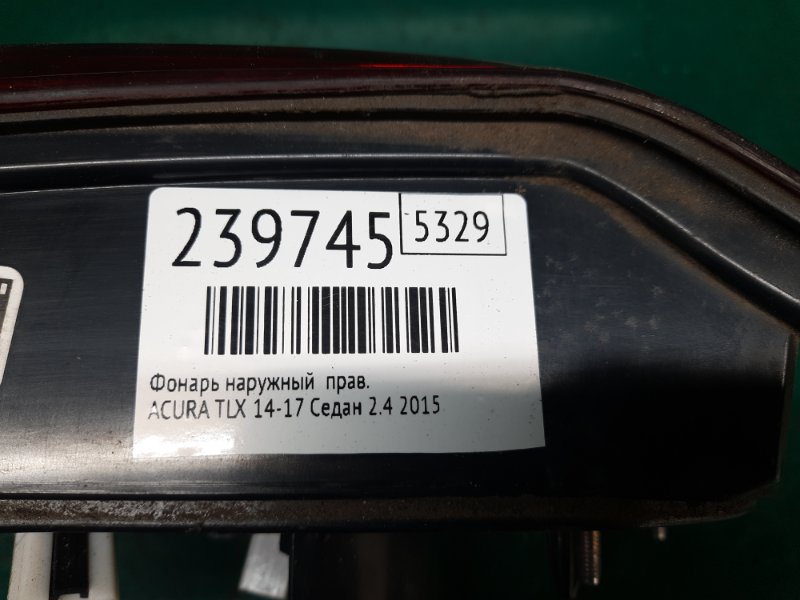 239745 5329
Фонарь наружный прав.
ACURA TLX 14-17 Седан 2.4 2015